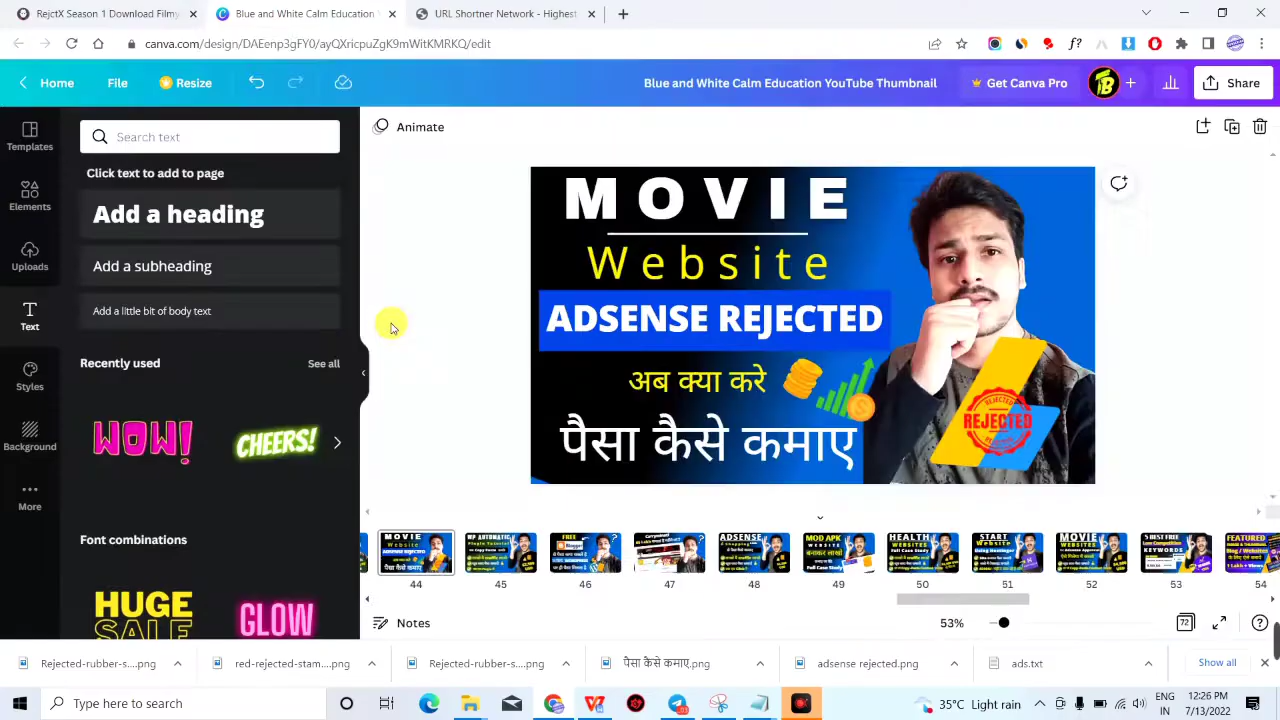 RejctX Season 1 Download Filmy
Blue and White Calm Education
URL Shortner Network - Highest
canva.com/design/DAEenp3gFY0/ayQXricpuZgK9mWitKMRKQ/edit
Home
File
Resize
Blue and White Calm Education YouTube Thumbnail
Get Canva Pro
Share
Templates
Elements
Uploads
Text
Styles
Background
More
Search text
Click text to add to page
Add a heading
Add a subheading
Add a little bit of body text
Recently used
See all
WOW!
CHEERS!
Font combinations
HUGE
SALE
GLOW
Animate
MOVIE
Website
ADSENSE REJECTED
अब क्या करे
पैसा कैसे कमाए
REJECTED
REJECTED
REJECTED
44
45
46
47
48
49
50
51
52
53
54
Notes
53%
72
Rejected-rubber-s....png
red-rejected-stam....png
Rejected-rubber-s....png
पैसा कैसे कमाए.png
adsense rejected.png
ads.txt
Show all
Type here to search
35°C Light rain
ENG
IN
12:26 PM
7/13/2022